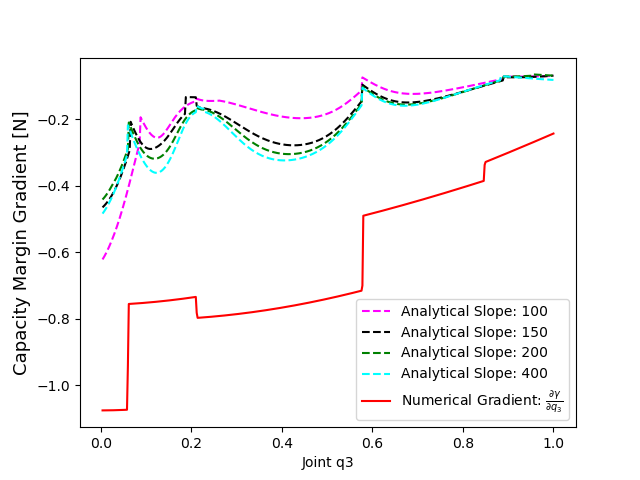 Capacity Margin Gradient [N]
−0.2
−0.4
−0.6
−0.8
−1.0
0.0 0.2 0.4 0.6 0.8 1.0
Joint q3
Analytical Slope: 100
Analytical Slope: 150
Analytical Slope: 200
Analytical Slope: 400
Numerical Gradient: ∂γ/∂q₃